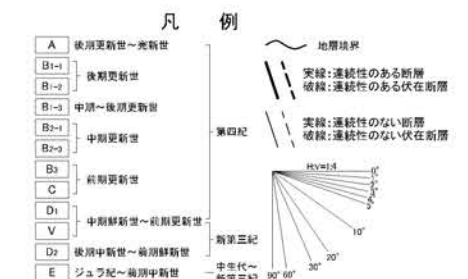 凡 例
A 後期更新世～完新世
B1-1
B1-2
後期更新世
B1-3 中期～後期更新世
B2-1
B2-3
中期更新世
B3
C
前期更新世
D1
V
中期鮮新世～前期更新世
D2 後期中新世～前期鮮新世
E ジュラ紀～前期中新世
第四紀
新第三紀
中生代～
新第三紀
地層境界
実線：連続性のある断層
破線：連続性のある伏在断層
実線：連続性のない断層
破線：連続性のない伏在断層
H:V=1:4
0°
5°
10°
20°
30°
90° 60°